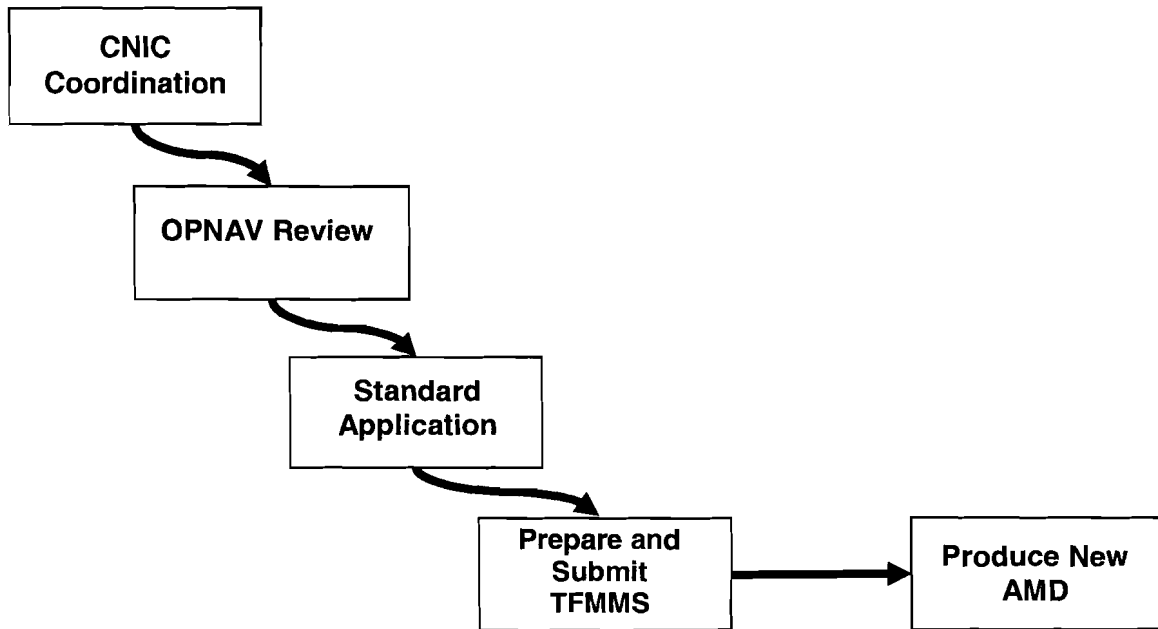 CNIC
Coordination
OPNAV Review
Standard
Application
Prepare and
Submit
TFMMS
Produce New
AMD